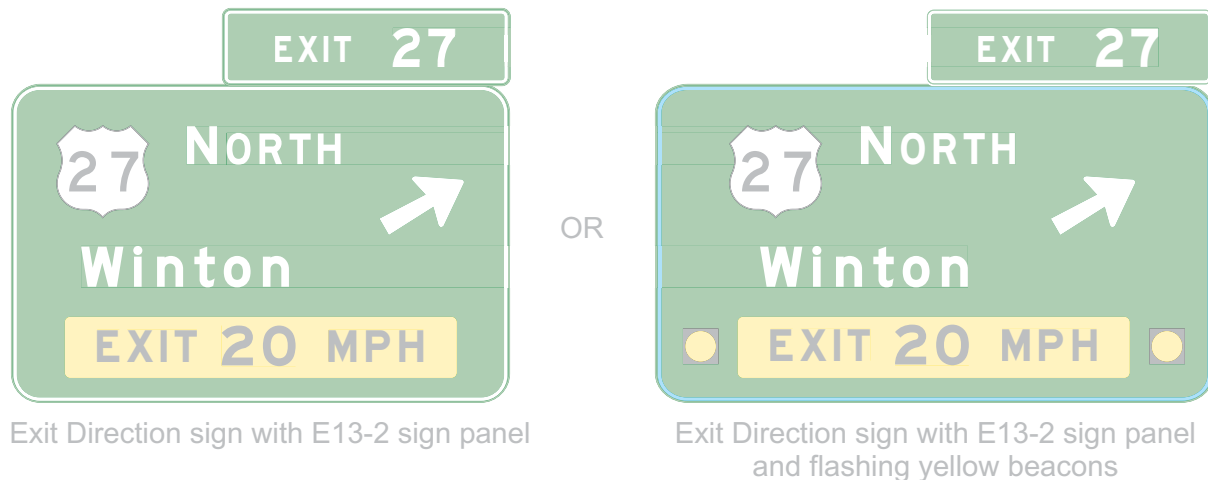 EXIT 27
27 NORTH
Winton
EXIT 20 MPH
Exit Direction sign with E13-2 sign panel
OR
EXIT 27
27 NORTH
Winton
EXIT 20 MPH
Exit Direction sign with E13-2 sign panel
and flashing yellow beacons